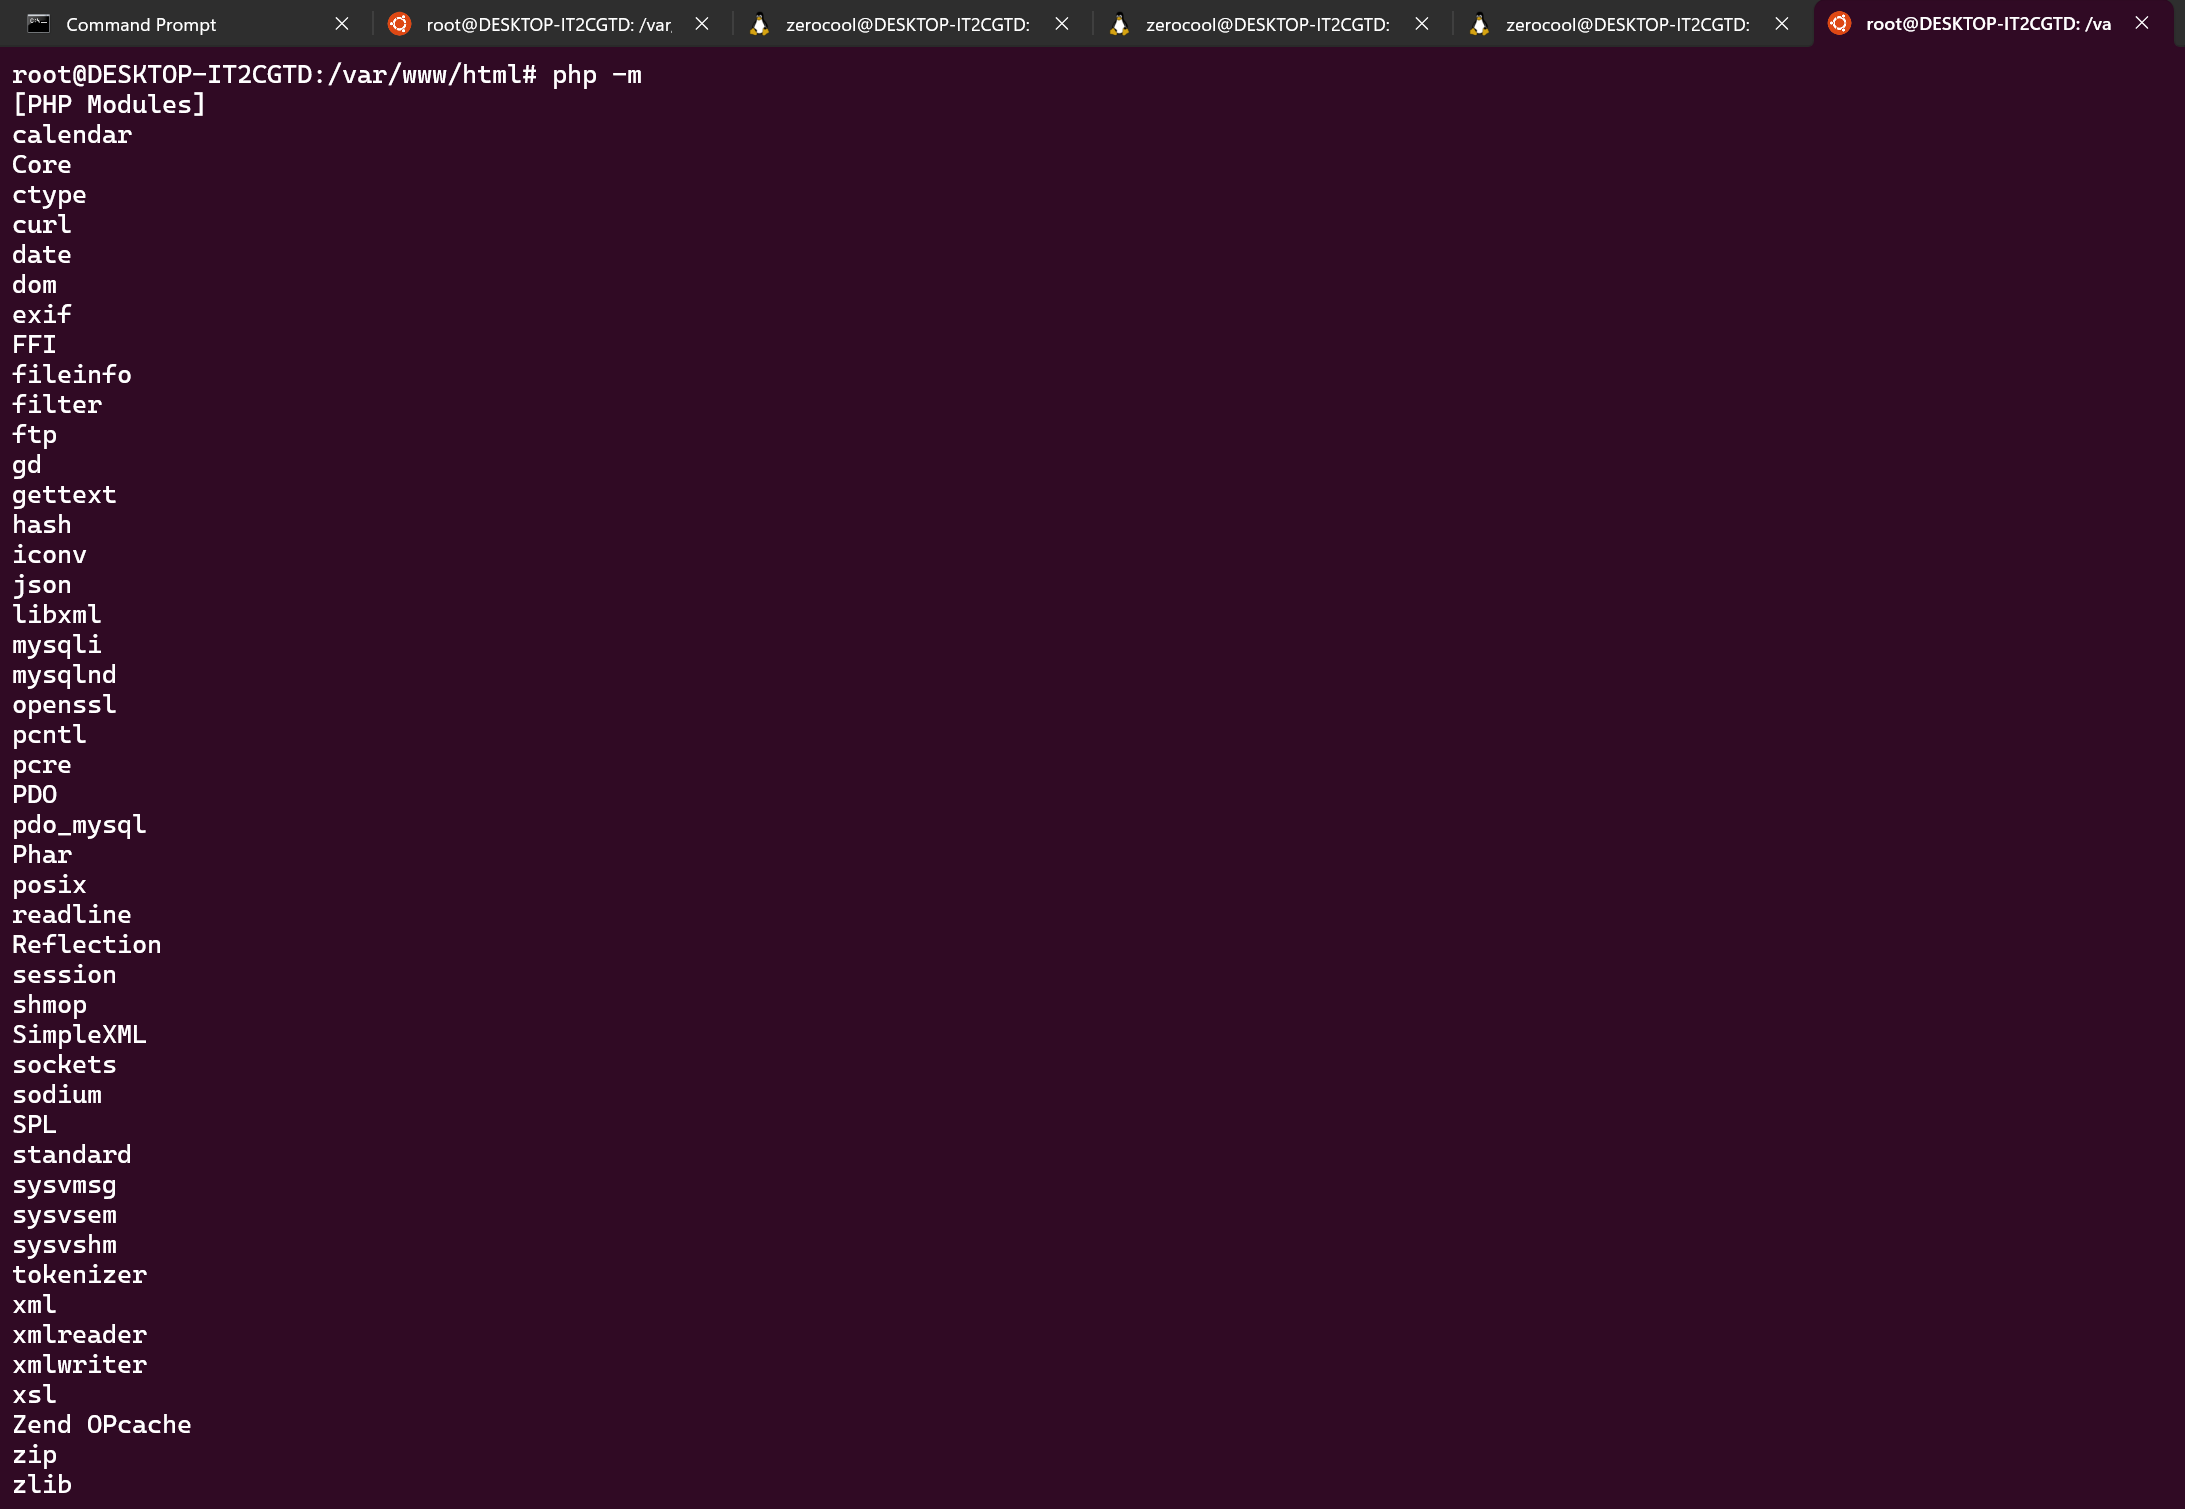 Command Prompt
root@DESKTOP-IT2CGTD: /var
zerocool@DESKTOP-IT2CGTD:
zerocool@DESKTOP-IT2CGTD:
zerocool@DESKTOP-IT2CGTD:
root@DESKTOP-IT2CGTD: /va
root@DESKTOP-IT2CGTD:/var/www/html# php -m
[PHP Modules]
calendar
Core
ctype
curl
date
dom
exif
FFI
fileinfo
filter
ftp
gd
gettext
hash
iconv
json
libxml
mysqli
mysqlnd
openssl
pcntl
pcre
PDO
pdo_mysql
Phar
posix
readline
Reflection
session
shmop
SimpleXML
sockets
sodium
SPL
standard
sysvmsg
sysvsem
sysvshm
tokenizer
xml
xmlreader
xmlwriter
xsl
Zend OPcache
zip
zlib